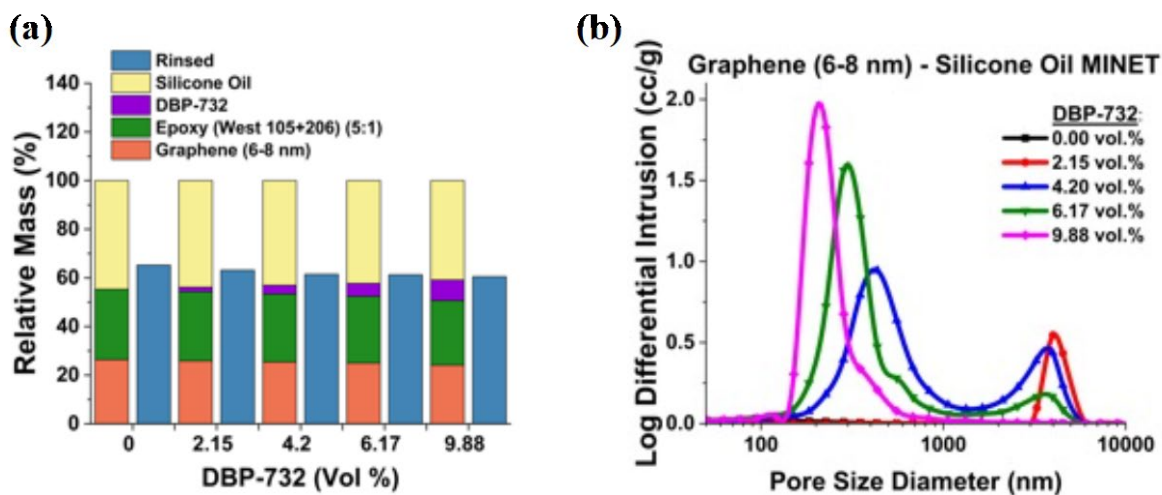 (a)
Rinsed
Silicone Oil
DBP-732
Epoxy (West 105+206) (5:1)
Graphene (6-8 nm)
Relative Mass (%)
140
120
100
80
60
40
20
0
0 2.15 4.2 6.17 9.88
DBP-732 (Vol %)
(b)
Graphene (6-8 nm) - Silicone Oil MINET
DBP-732:
0.00 vol.%
2.15 vol.%
4.20 vol.%
6.17 vol.%
9.88 vol.%
Log Differential Intrusion (cc/g)
2.0
1.5
1.0
0.5
0.0
100 1000 10000
Pore Size Diameter (nm)